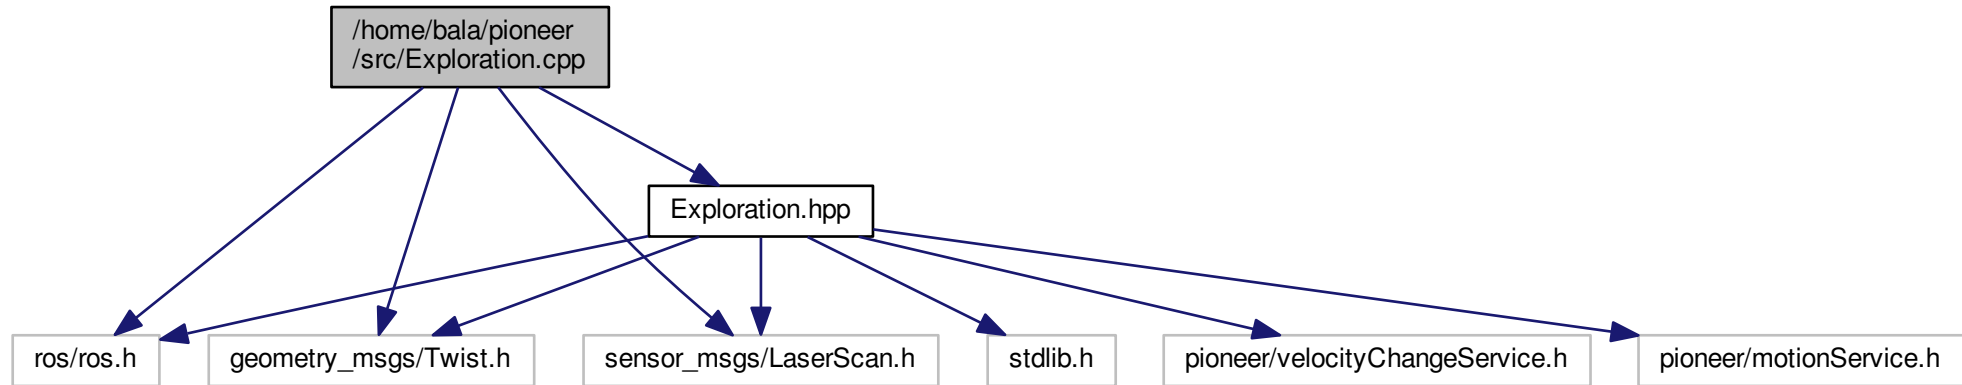 /home/bala/pioneer
/src/Exploration.cpp
Exploration.hpp
ros/ros.h
geometry_msgs/Twist.h
sensor_msgs/LaserScan.h
stdlib.h
pioneer/velocityChangeService.h
pioneer/motionService.h